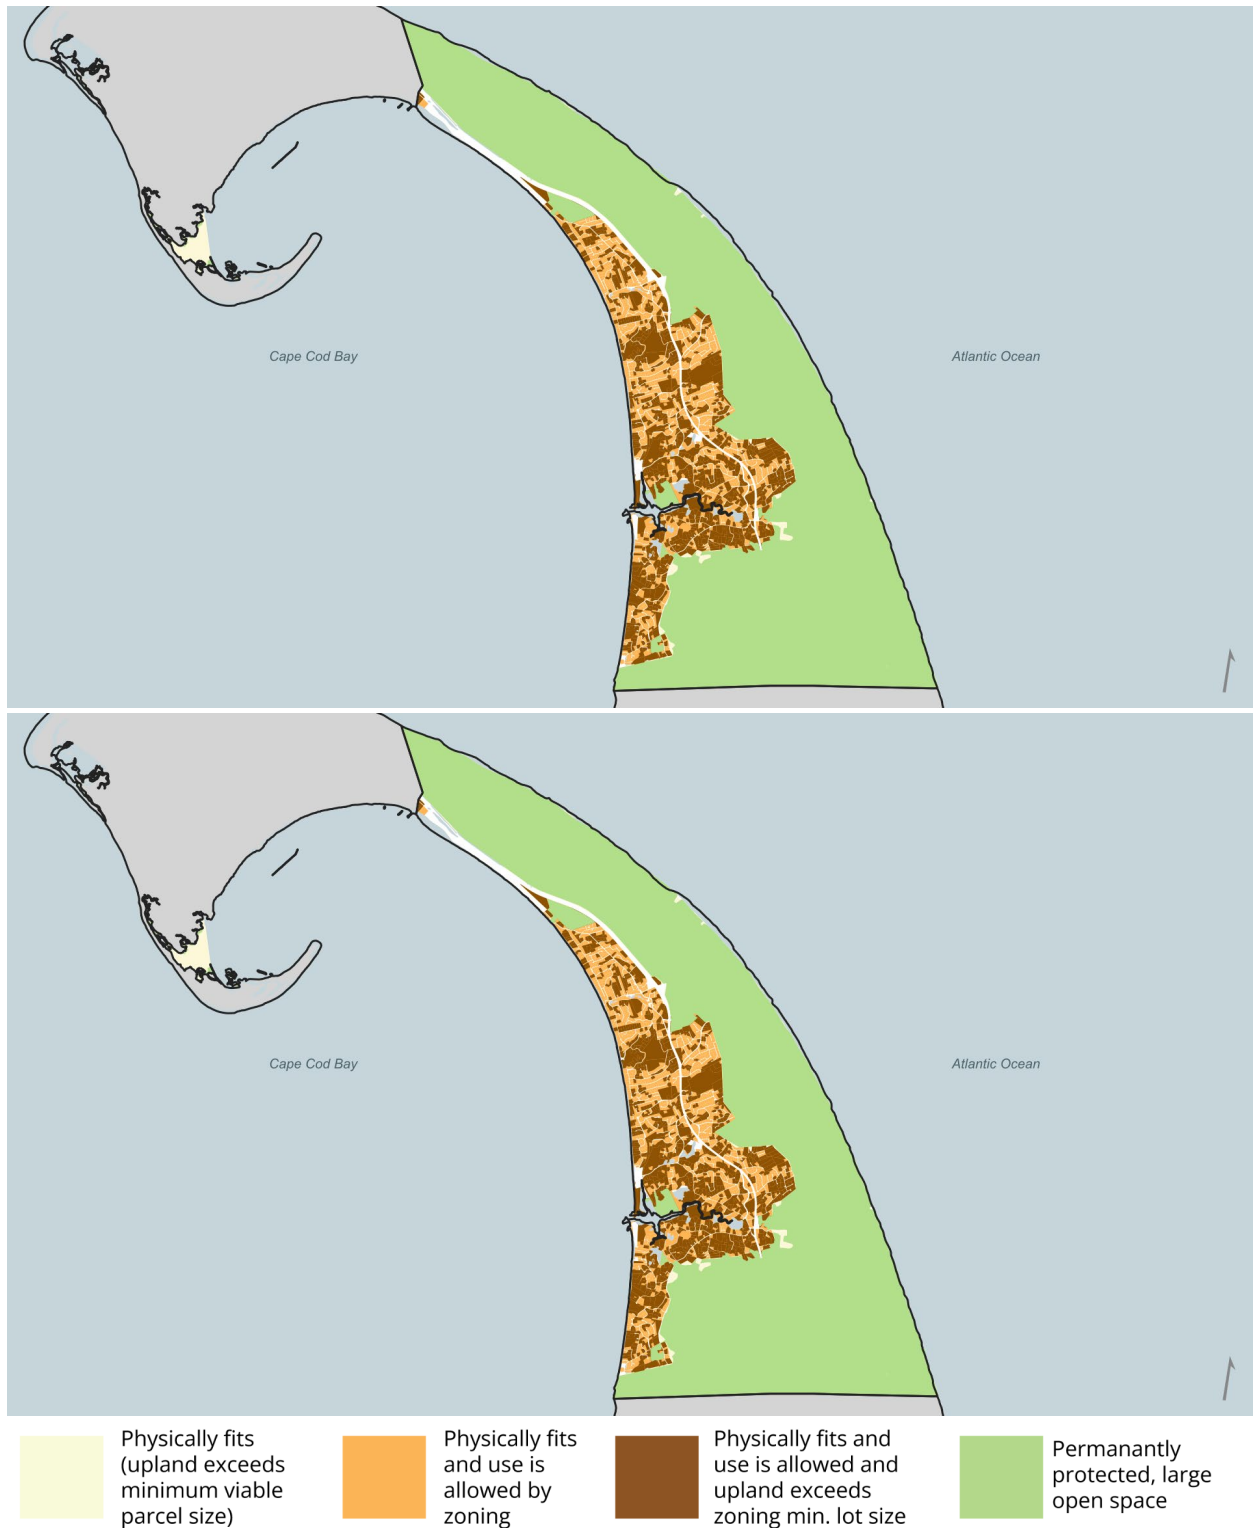 Cape Cod Bay
Atlantic Ocean
Cape Cod Bay
Atlantic Ocean
Physically fits
(upland exceeds
minimum viable
parcel size)
Physically fits
and use is
allowed by
zoning
Physically fits and
use is allowed and
upland exceeds
zoning min. lot size
Permanantly
protected, large
open space